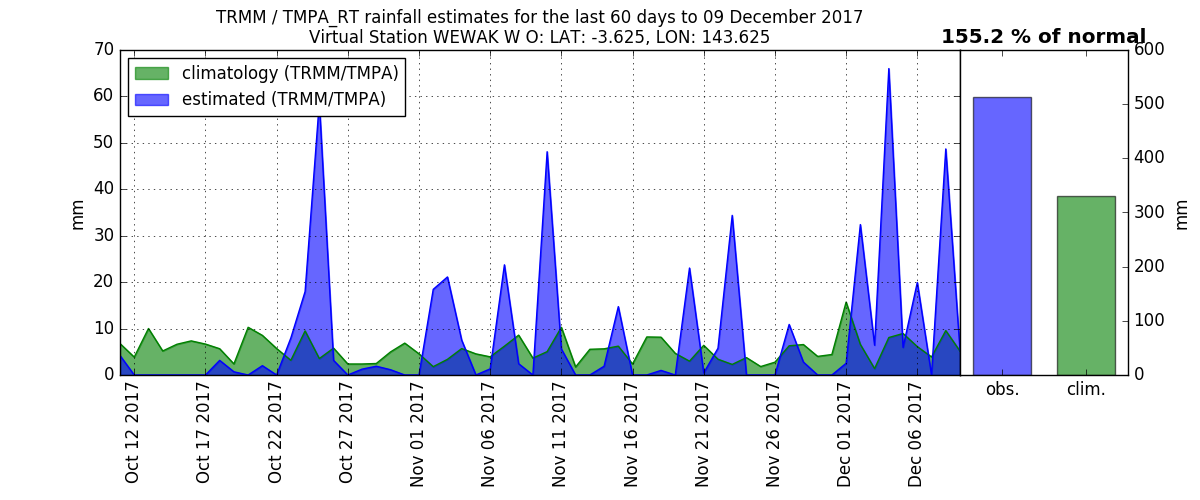 TRMM / TMPA_RT rainfall estimates for the last 60 days to 09 December 2017
Virtual Station WEWAK W O: LAT: -3.625, LON: 143.625
155.2 % of normal
climatology (TRMM/TMPA)
estimated (TRMM/TMPA)
70
60
50
40
30
20
10
0
mm
Oct 12 2017
Oct 17 2017
Oct 22 2017
Oct 27 2017
Nov 01 2017
Nov 06 2017
Nov 11 2017
Nov 16 2017
Nov 21 2017
Nov 26 2017
Dec 01 2017
Dec 06 2017
obs.
clim.
600
500
400
300
200
100
0
mm